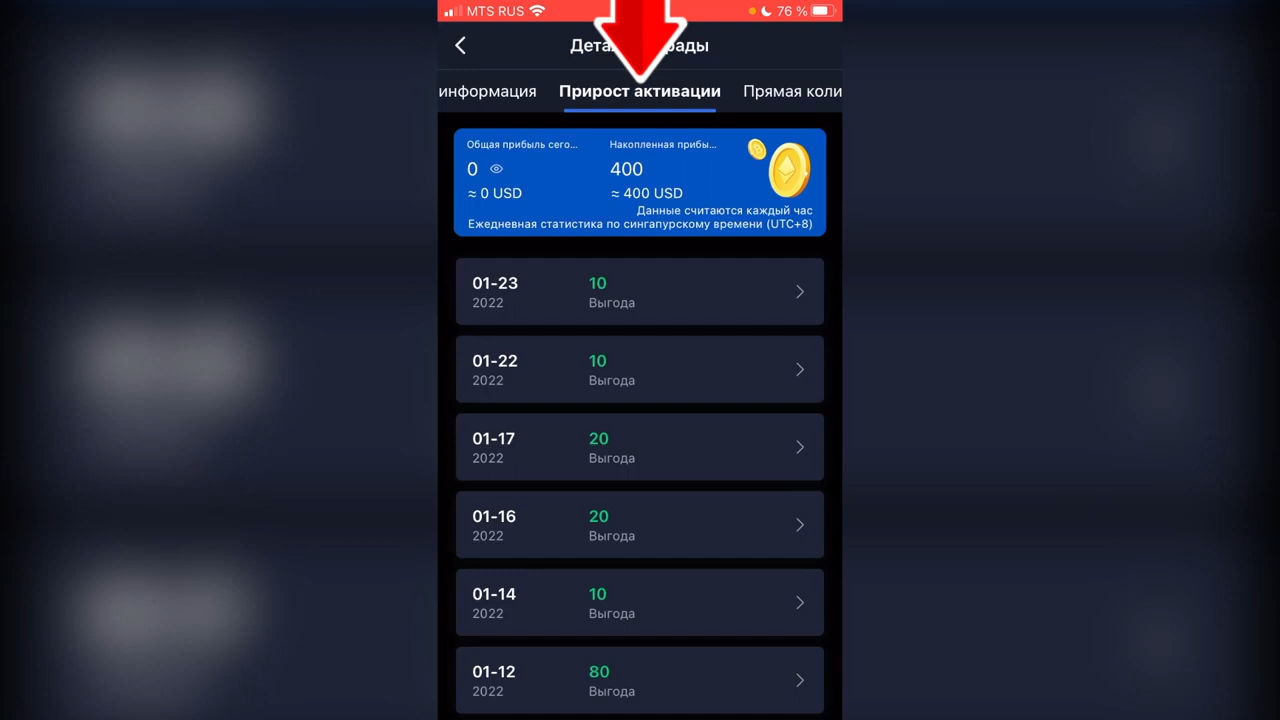 MTS RUS
76 %
информация
Прирост активации
Прямая коли
Общая прибыль сего...
Накопленная прибы...
0
400
≈ 0 USD
≈ 400 USD
Данные считаются каждый час
Ежедневная статистика по сингапурскому времени (UTC+8)
01-23
10
2022
Выгода
01-22
10
2022
Выгода
01-17
20
2022
Выгода
01-16
20
2022
Выгода
01-14
10
2022
Выгода
01-12
80
2022
Выгода